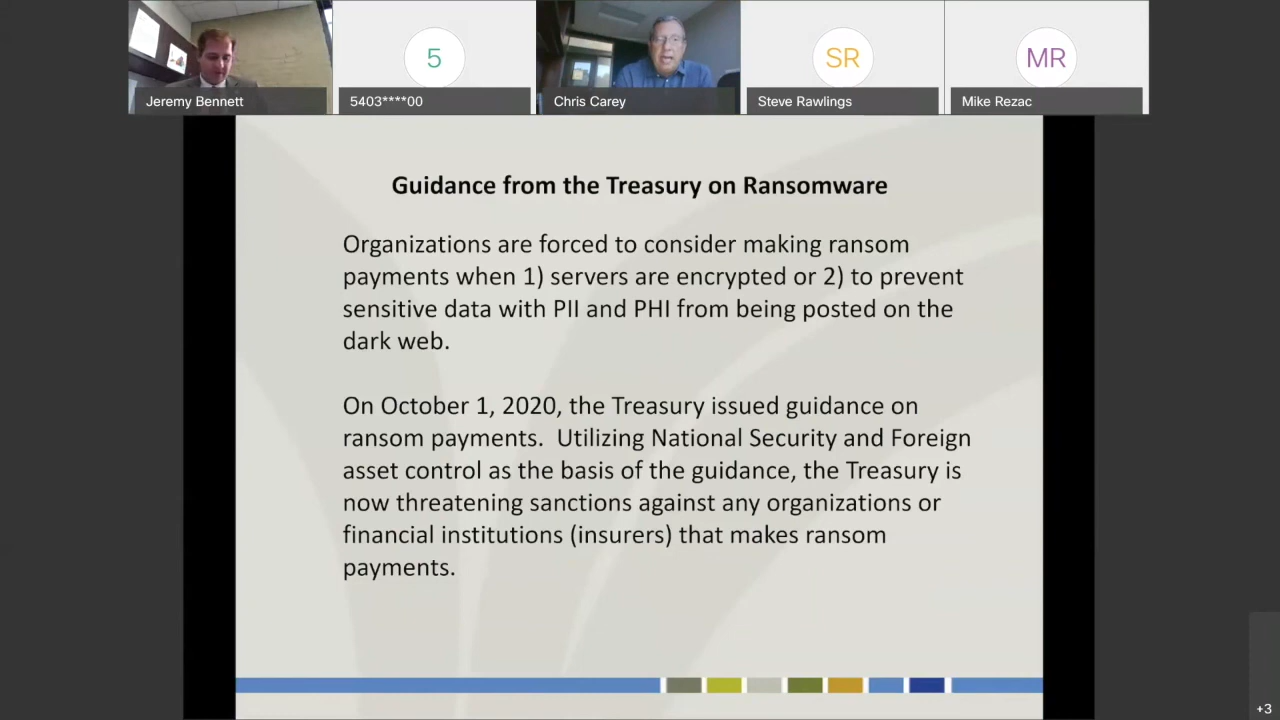 5
SR
MR
Jeremy Bennett
5403****00
Chris Carey
Steve Rawlings
Mike Rezac
Guidance from the Treasury on Ransomware
Organizations are forced to consider making ransom
payments when 1) servers are encrypted or 2) to prevent
sensitive data with PII and PHI from being posted on the
dark web.
On October 1, 2020, the Treasury issued guidance on
ransom payments.  Utilizing National Security and Foreign
asset control as the basis of the guidance, the Treasury is
now threatening sanctions against any organizations or
financial institutions (insurers) that makes ransom
payments.
+3